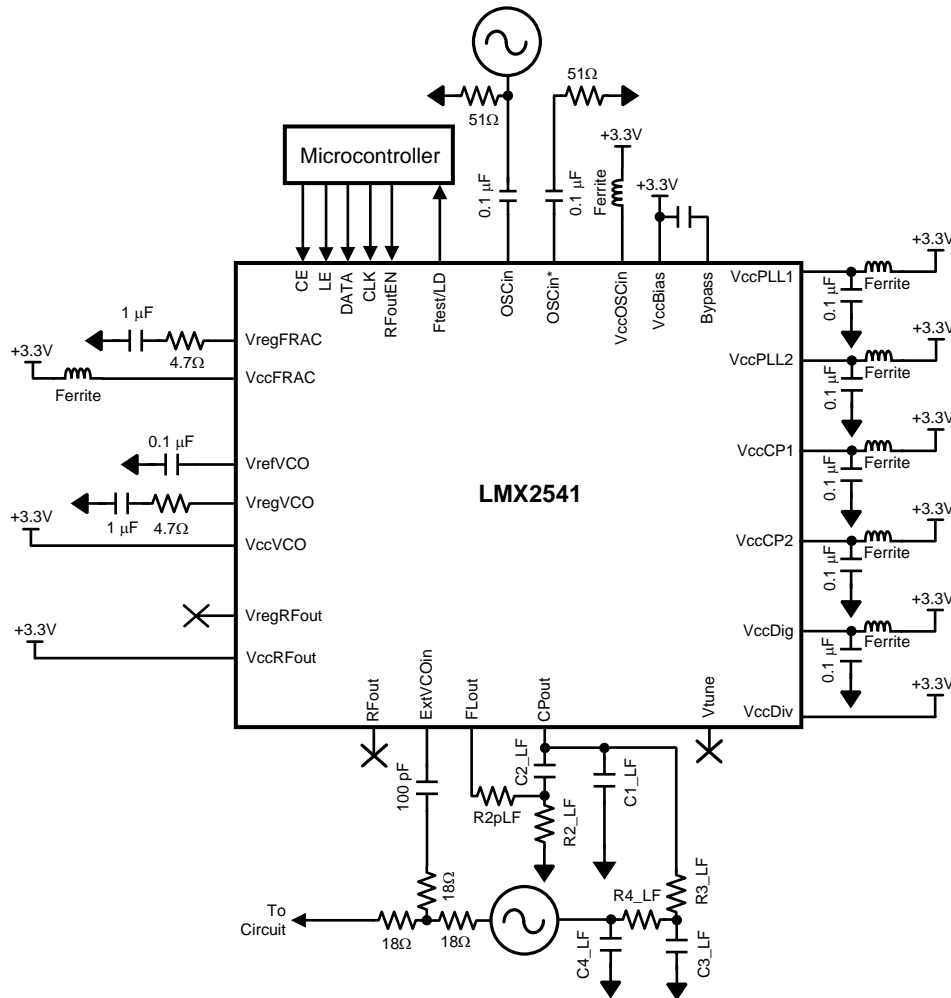 51Ω
51Ω
+3.3V
Microcontroller
0.1 µF
0.1 µF
Ferrite
+3.3V
CE
LE
DATA
CLK
RFoutEN
Ftest/LD
OSCin
OSCin*
VccOSCin
VccBias
Bypass
1 µF
4.7Ω
VregFRAC
+3.3V
Ferrite
VccFRAC
0.1 µF
VrefVCO
1 µF
4.7Ω
VregVCO
+3.3V
VccVCO
VregRFout
+3.3V
VccRFout
LMX2541
VccPLL1
+3.3V
Ferrite
0.1 µF
VccPLL2
+3.3V
Ferrite
0.1 µF
VccCP1
+3.3V
Ferrite
0.1 µF
VccCP2
+3.3V
Ferrite
0.1 µF
VccDig
+3.3V
Ferrite
0.1 µF
VccDiv
+3.3V
RFout
ExtVCOin
FLout
CPout
Vtune
100 pF
C2_LF
C1_LF
R2pLF
R2_LF
18Ω
R4_LF
R3_LF
To
Circuit
18Ω
18Ω
C4_LF
C3_LF